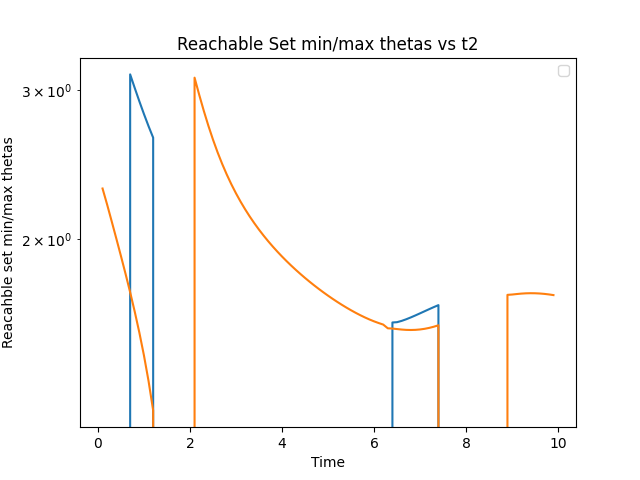 Reachable Set min/max thetas vs t2
3 × 10⁰
2 × 10⁰
Reacahble set min/max thetas
0 2 4 6 8 10
Time